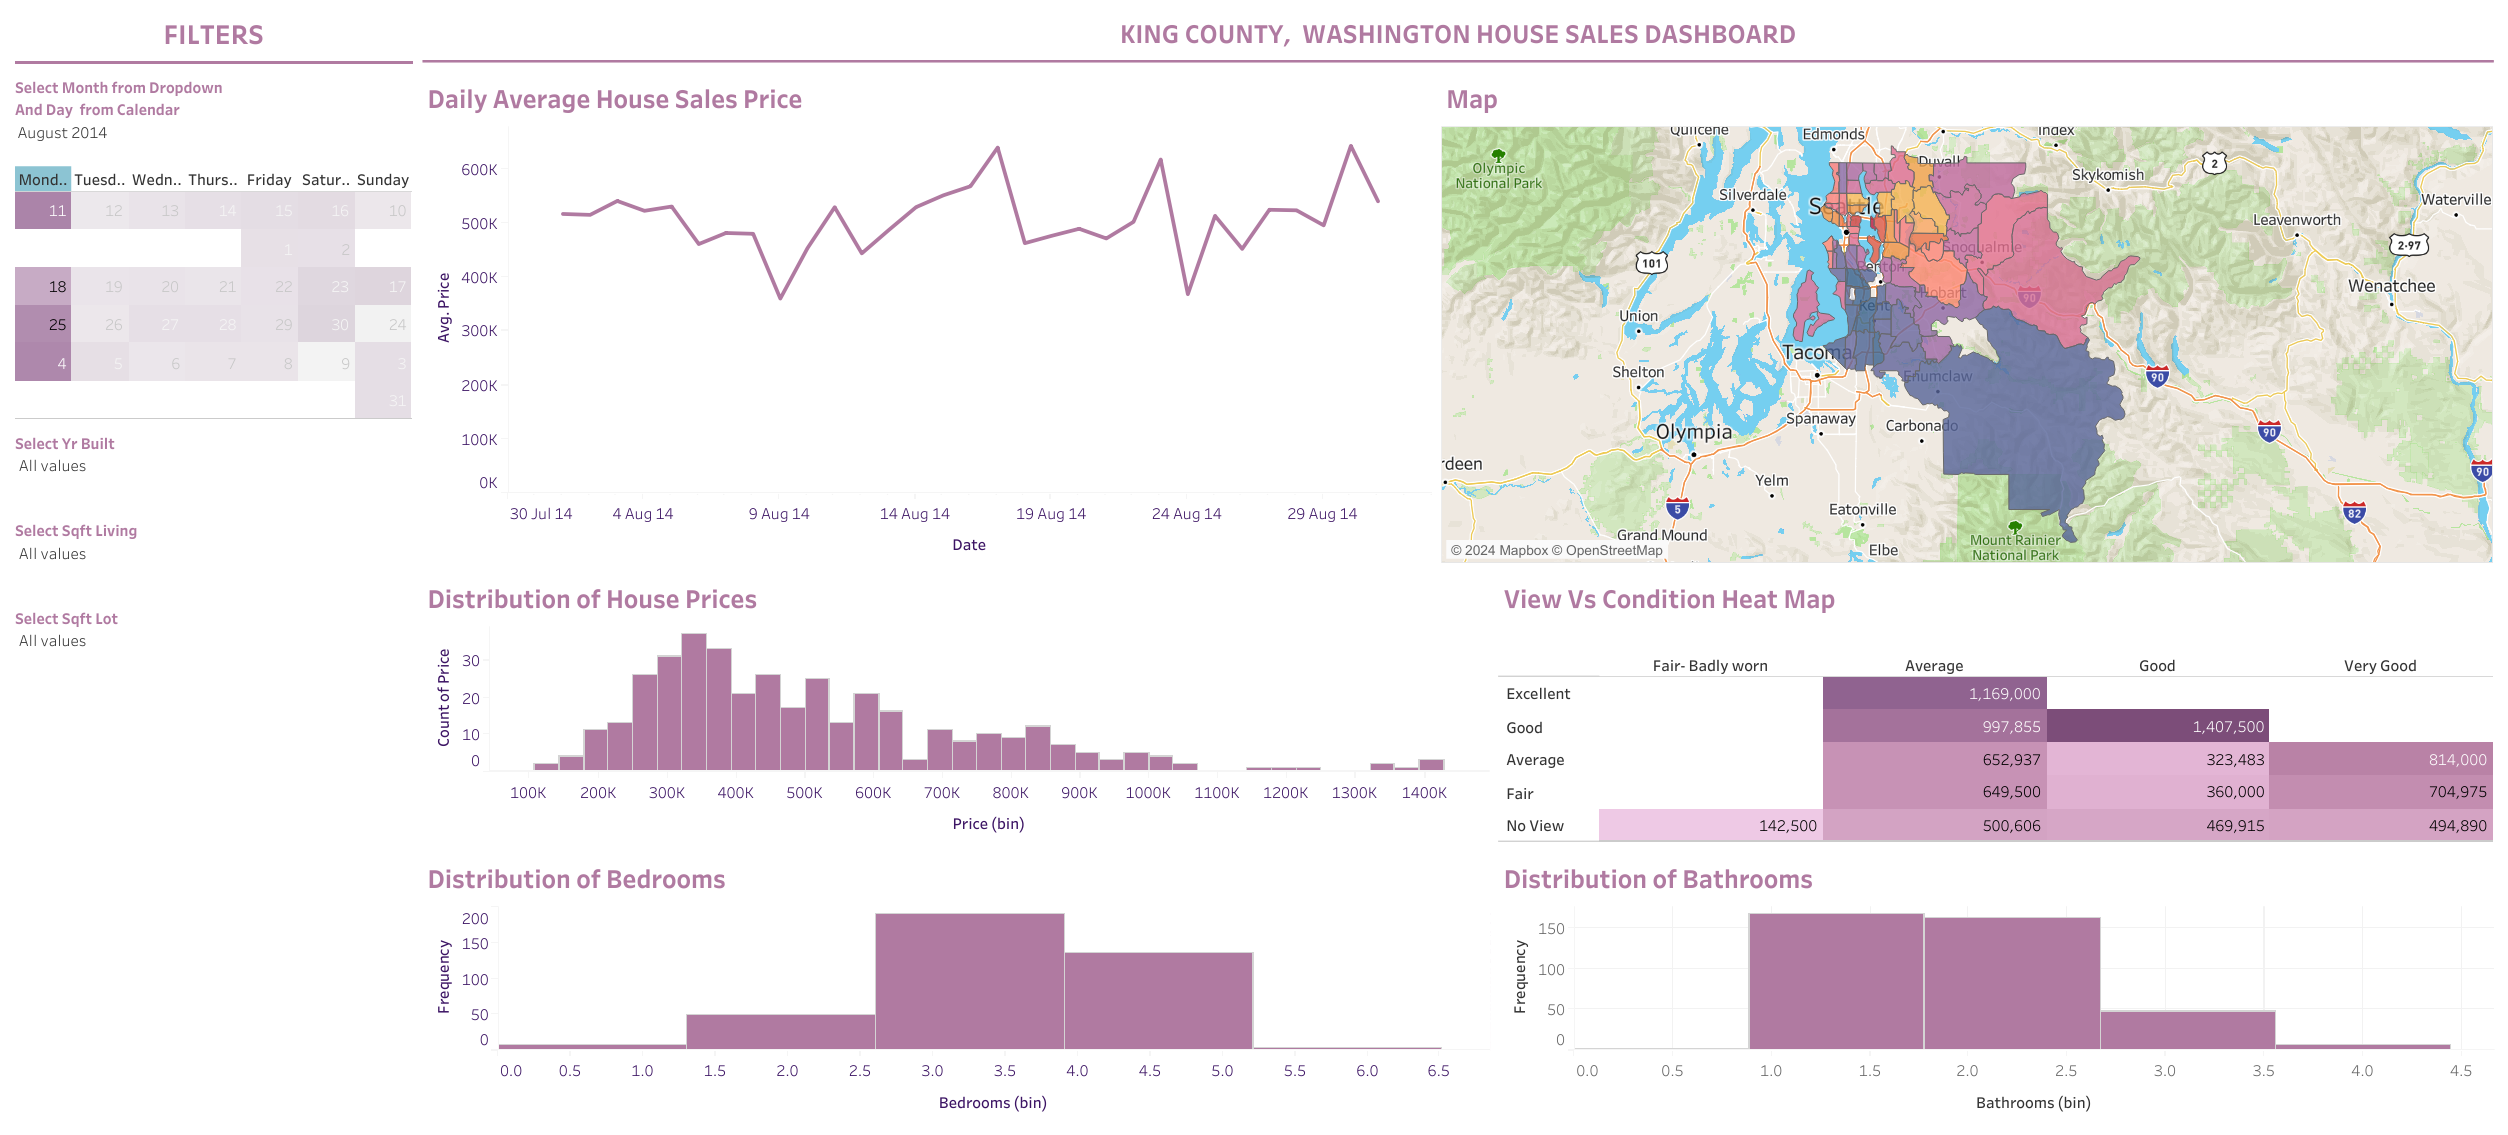 FILTERS
KING COUNTY,  WASHINGTON HOUSE SALES DASHBOARD
Select Month from Dropdown
And Day  from Calendar
August 2014
Mond.. Tuesd.. Wedn.. Thurs.. Friday Satur.. Sunday
11 12 13 14 15 16 10
1 2
18 19 20 21 22 23 17
25 26 27 28 29 30 24
4 5 6 7 8 9 3
31
Select Yr Built
All values
Select Sqft Living
All values
Select Sqft Lot
All values
Daily Average House Sales Price
Avg. Price
600K
500K
400K
300K
200K
100K
0K
30 Jul 14 4 Aug 14 9 Aug 14 14 Aug 14 19 Aug 14 24 Aug 14 29 Aug 14
Date
Map
Quilcene
Edmonds
Index
Olympic
National Park
Duvall
2
Skykomish
Silverdale
Waterville
Seattle
Leavenworth
2-97
101
Snoqualmie
Renton
Wenatchee
90
Hobart
Kent
Union
Tacoma
Shelton
Enumclaw
90
Spanaway
Carbonado
Olympia
90
rdeen
90
Yelm
5
Eatonville
82
Grand Mound
Mount Rainier
National Park
Elbe
© 2024 Mapbox © OpenStreetMap
Distribution of House Prices
Count of Price
30
20
10
0
100K 200K 300K 400K 500K 600K 700K 800K 900K 1000K 1100K 1200K 1300K 1400K
Price (bin)
View Vs Condition Heat Map
Fair- Badly worn Average Good Very Good
Excellent 1,169,000
Good 997,855 1,407,500
Average 652,937 323,483 814,000
Fair 649,500 360,000 704,975
No View 142,500 500,606 469,915 494,890
Distribution of Bedrooms
Frequency
200
150
100
50
0
0.0 0.5 1.0 1.5 2.0 2.5 3.0 3.5 4.0 4.5 5.0 5.5 6.0 6.5
Bedrooms (bin)
Distribution of Bathrooms
Frequency
150
100
50
0
0.0 0.5 1.0 1.5 2.0 2.5 3.0 3.5 4.0 4.5
Bathrooms (bin)